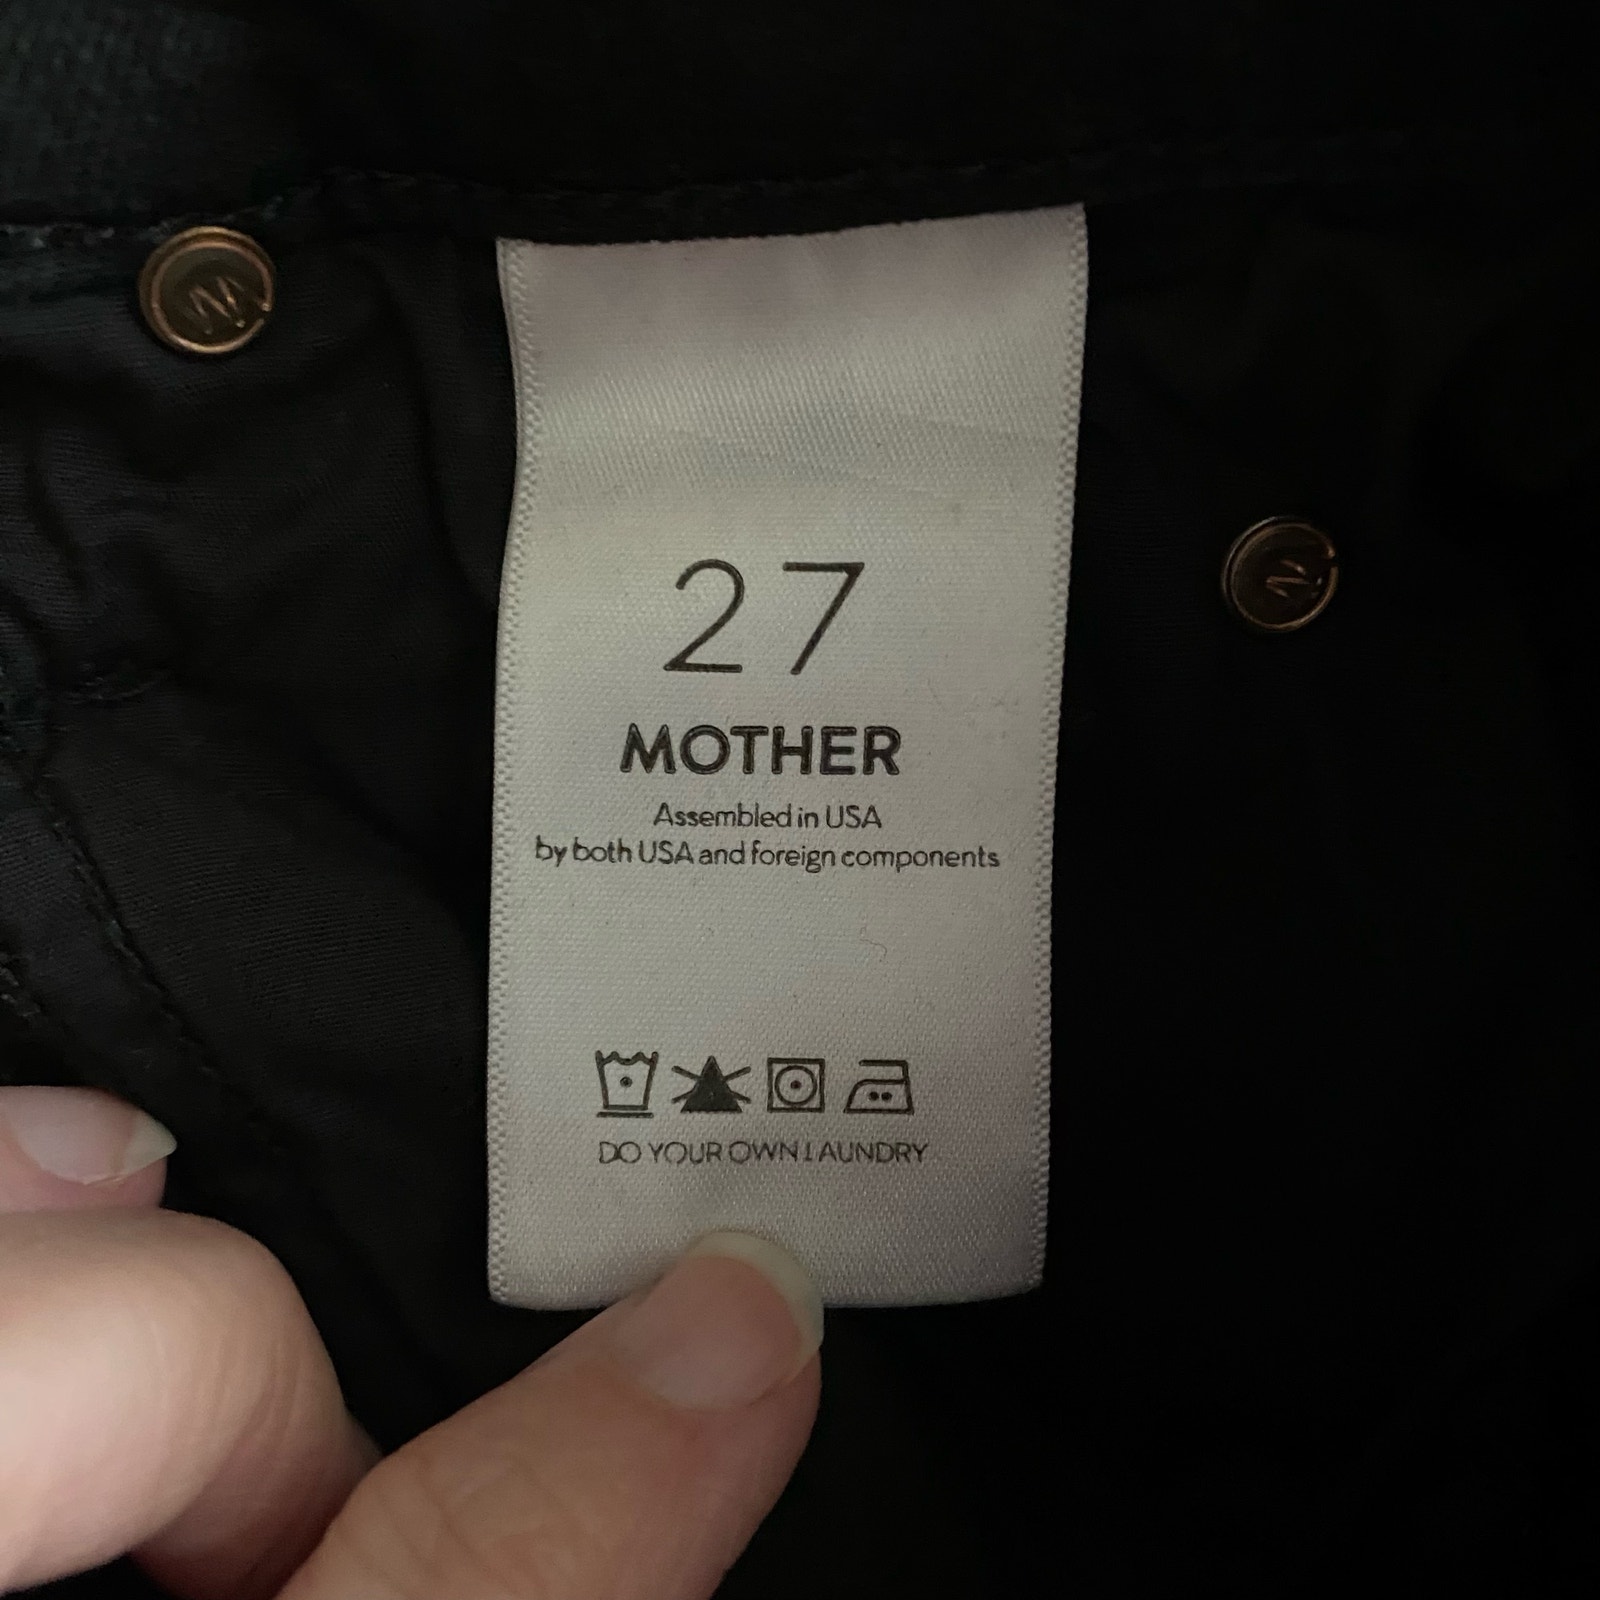 27
MOTHER
Assembled in USA
by both USA and foreign components
DO YOUR OWN LAUNDRY